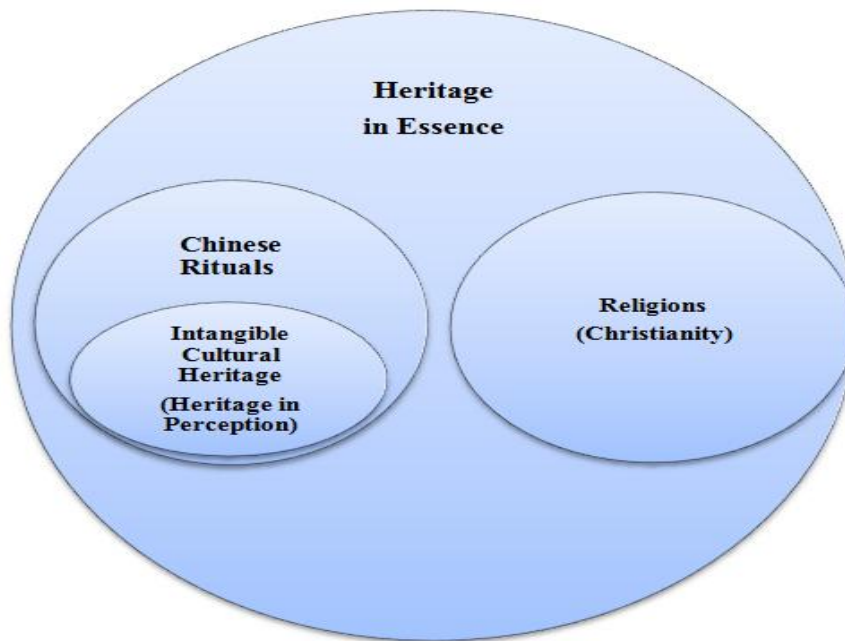 Heritage
in Essence
Chinese
Rituals
Intangible
Cultural
Heritage
(Heritage in
Perception)
Religions
(Christianity)